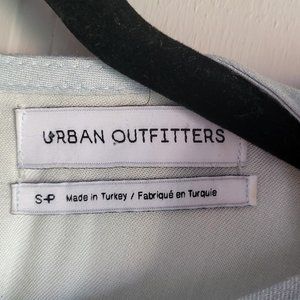 URBAN OUTFITTERS
S-P Made in Turkey / Fabriqué en Turquie